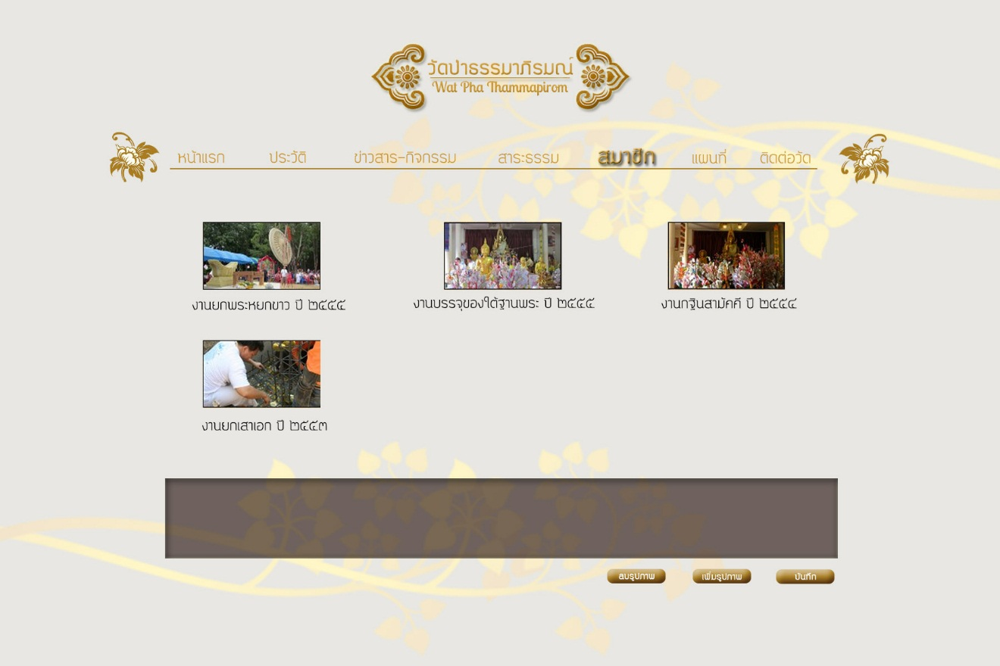 วัดป่าธรรมาภิรมณ์
Wat Pha Thammapirom
หน้าแรก ประวัติ ข่าวสาร-กิจกรรม สาระธรรม สมาชิก แผนที่ ติดต่อวัด
งานยกพระหยกขาว ปี ๒๕๕๕ งานบรรจุของใต้ฐานพระ ปี ๒๕๕๕ งานกฐินสามัคคี ปี ๒๕๕๔
งานยกเสาเอก ปี ๒๕๕๓
ลบรูปภาพ เพิ่มรูปภาพ บันทึก